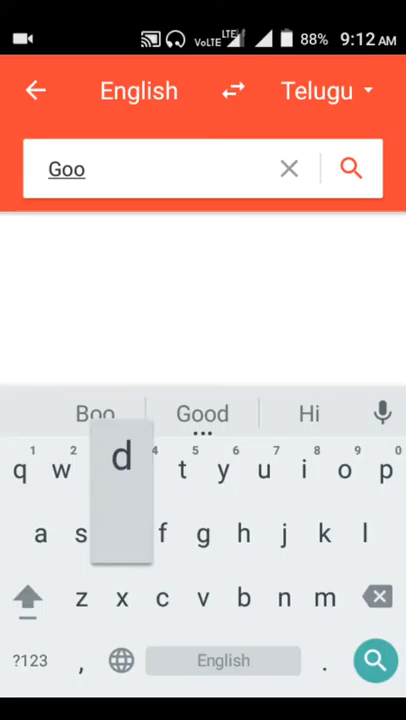 VoLTE LTE 88% 9:12 AM
English Telugu
Goo
Boo Good Hi
1 2 4 5 6 7 8 9 0
q w t y u i o p
d
a s f g h j k l
z x c v b n m
?123 , English .